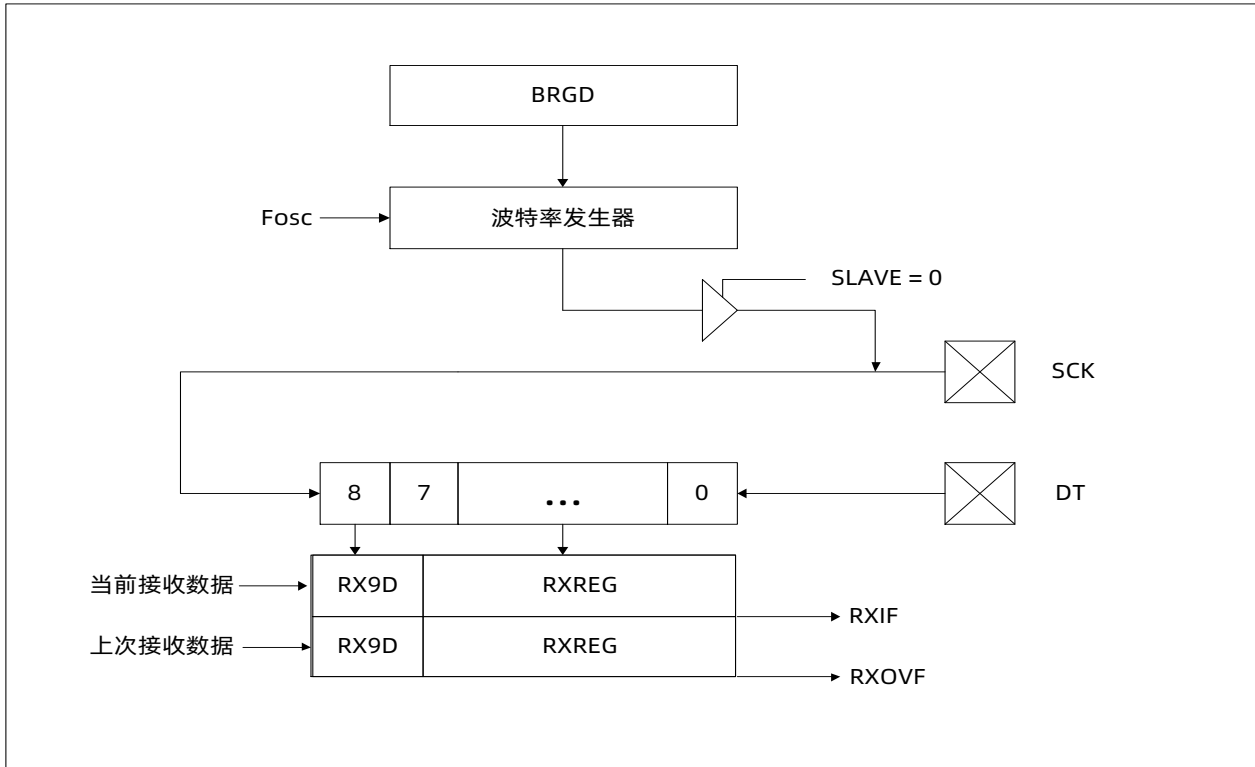 BRGD
Fosc
波特率发生器
SLAVE = 0
SCK
8 7 ... 0
DT
当前接收数据 RX9D RXREG
RXIF
上次接收数据 RX9D RXREG
RXOVF